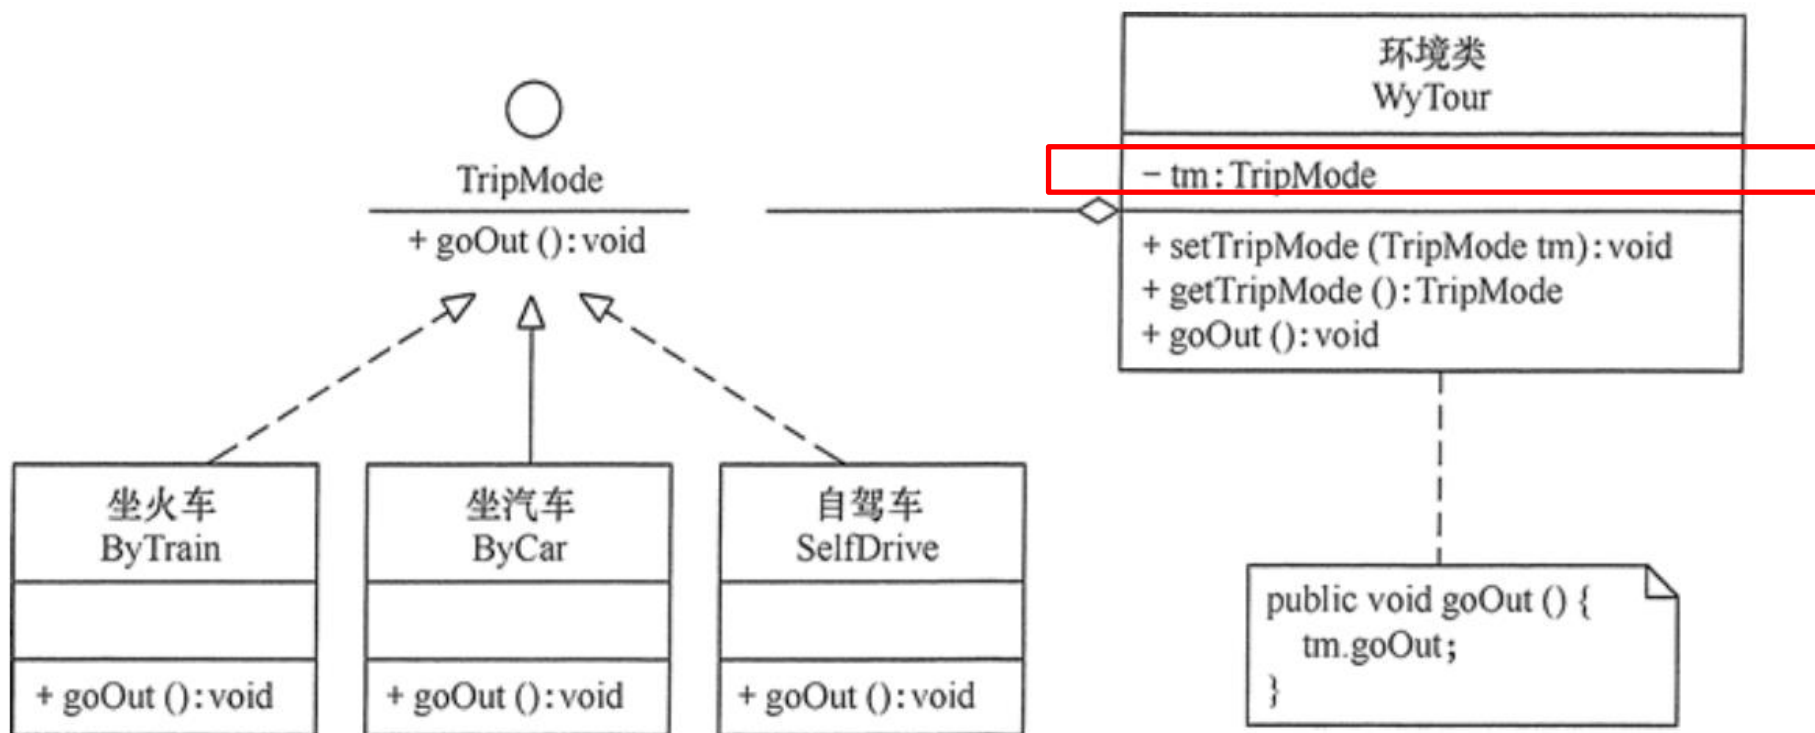 TripMode
+ goOut ():void
环境类
WyTour
- tm:TripMode
+ setTripMode (TripMode tm):void
+ getTripMode ():TripMode
+ goOut ():void
坐火车
ByTrain
+ goOut ():void
坐汽车
ByCar
+ goOut ():void
自驾车
SelfDrive
+ goOut ():void
public void goOut () {
tm.goOut;
}